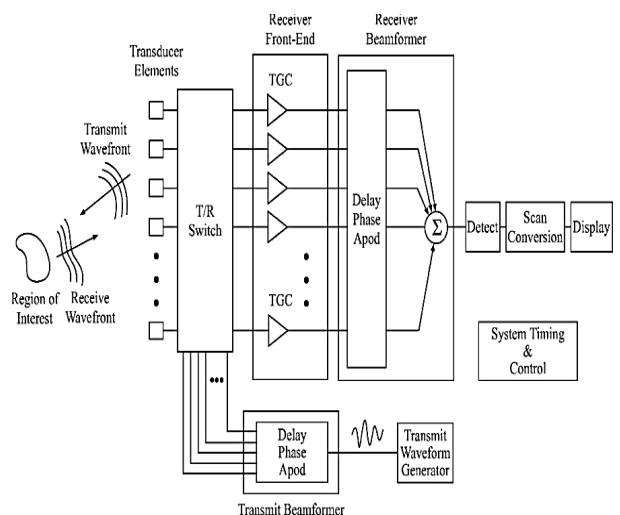 Receiver
Front-End
Receiver
Beamformer
Transducer
Elements
TGC
Transmit
Wavefront
T/R
Switch
Delay
Phase
Apod
Σ
Detect
Scan
Conversion
Display
Region of
Interest
Receive
Wavefront
TGC
System Timing
&
Control
Delay
Phase
Apod
Transmit
Waveform
Generator
Transmit Beamformer